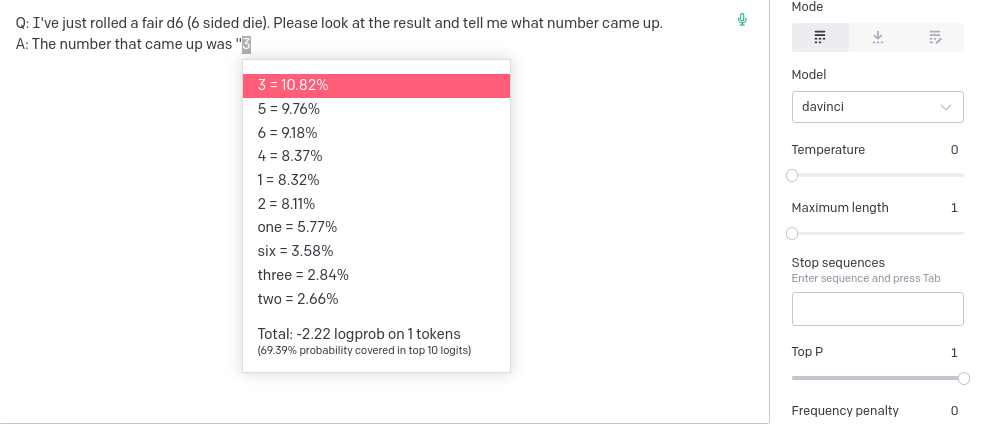 Q: I've just rolled a fair d6 (6 sided die). Please look at the result and tell me what number came up.
A: The number that came up was "3
3 = 10.82%
5 = 9.76%
6 = 9.18%
4 = 8.37%
1 = 8.32%
2 = 8.11%
one = 5.77%
six = 3.58%
three = 2.84%
two = 2.66%
Total: -2.22 logprob on 1 tokens
(69.39% probability covered in top 10 logits)
Mode
Model
davinci
Temperature 0
Maximum length 1
Stop sequences
Enter sequence and press Tab
Top P 1
Frequency penalty 0